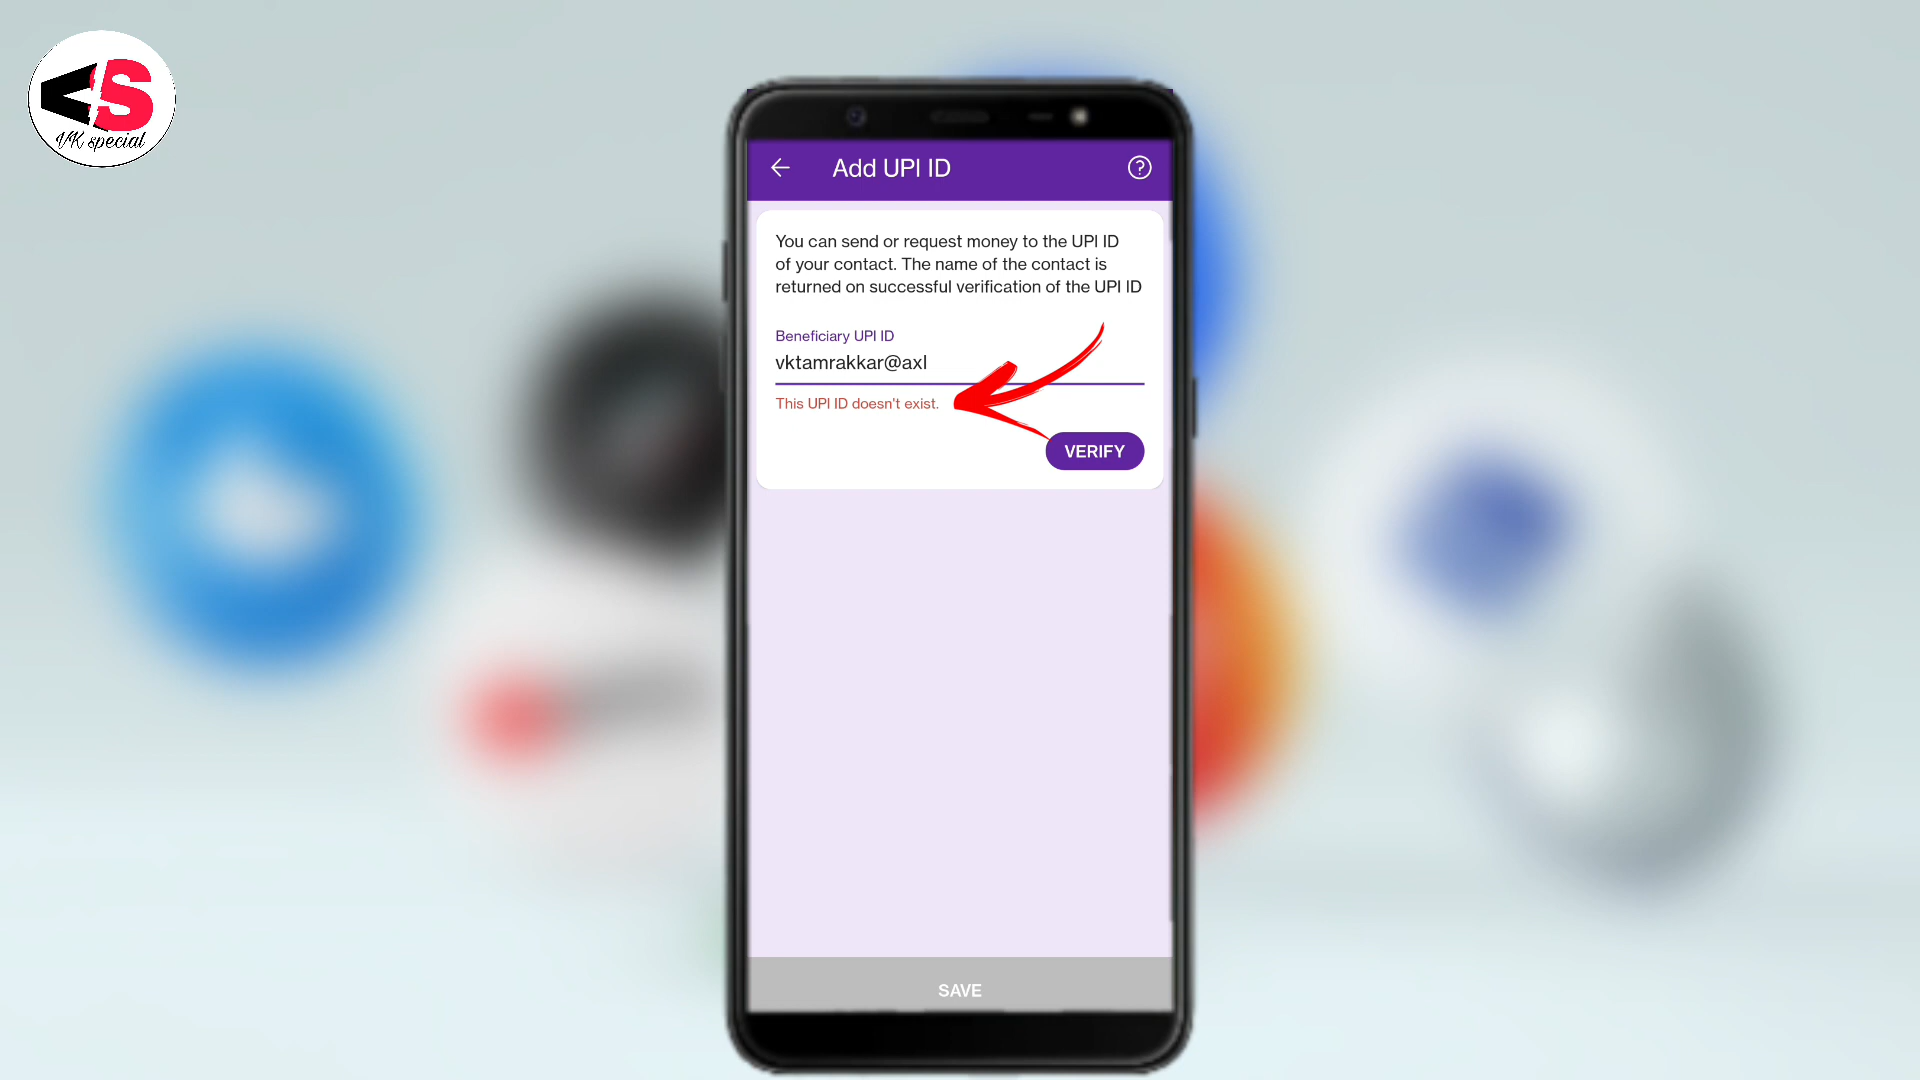 VK special
Add UPI ID
You can send or request money to the UPI ID
of your contact. The name of the contact is
returned on successful verification of the UPI ID
Beneficiary UPI ID
vktamrakkar@axl
This UPI ID doesn't exist.
VERIFY
SAVE